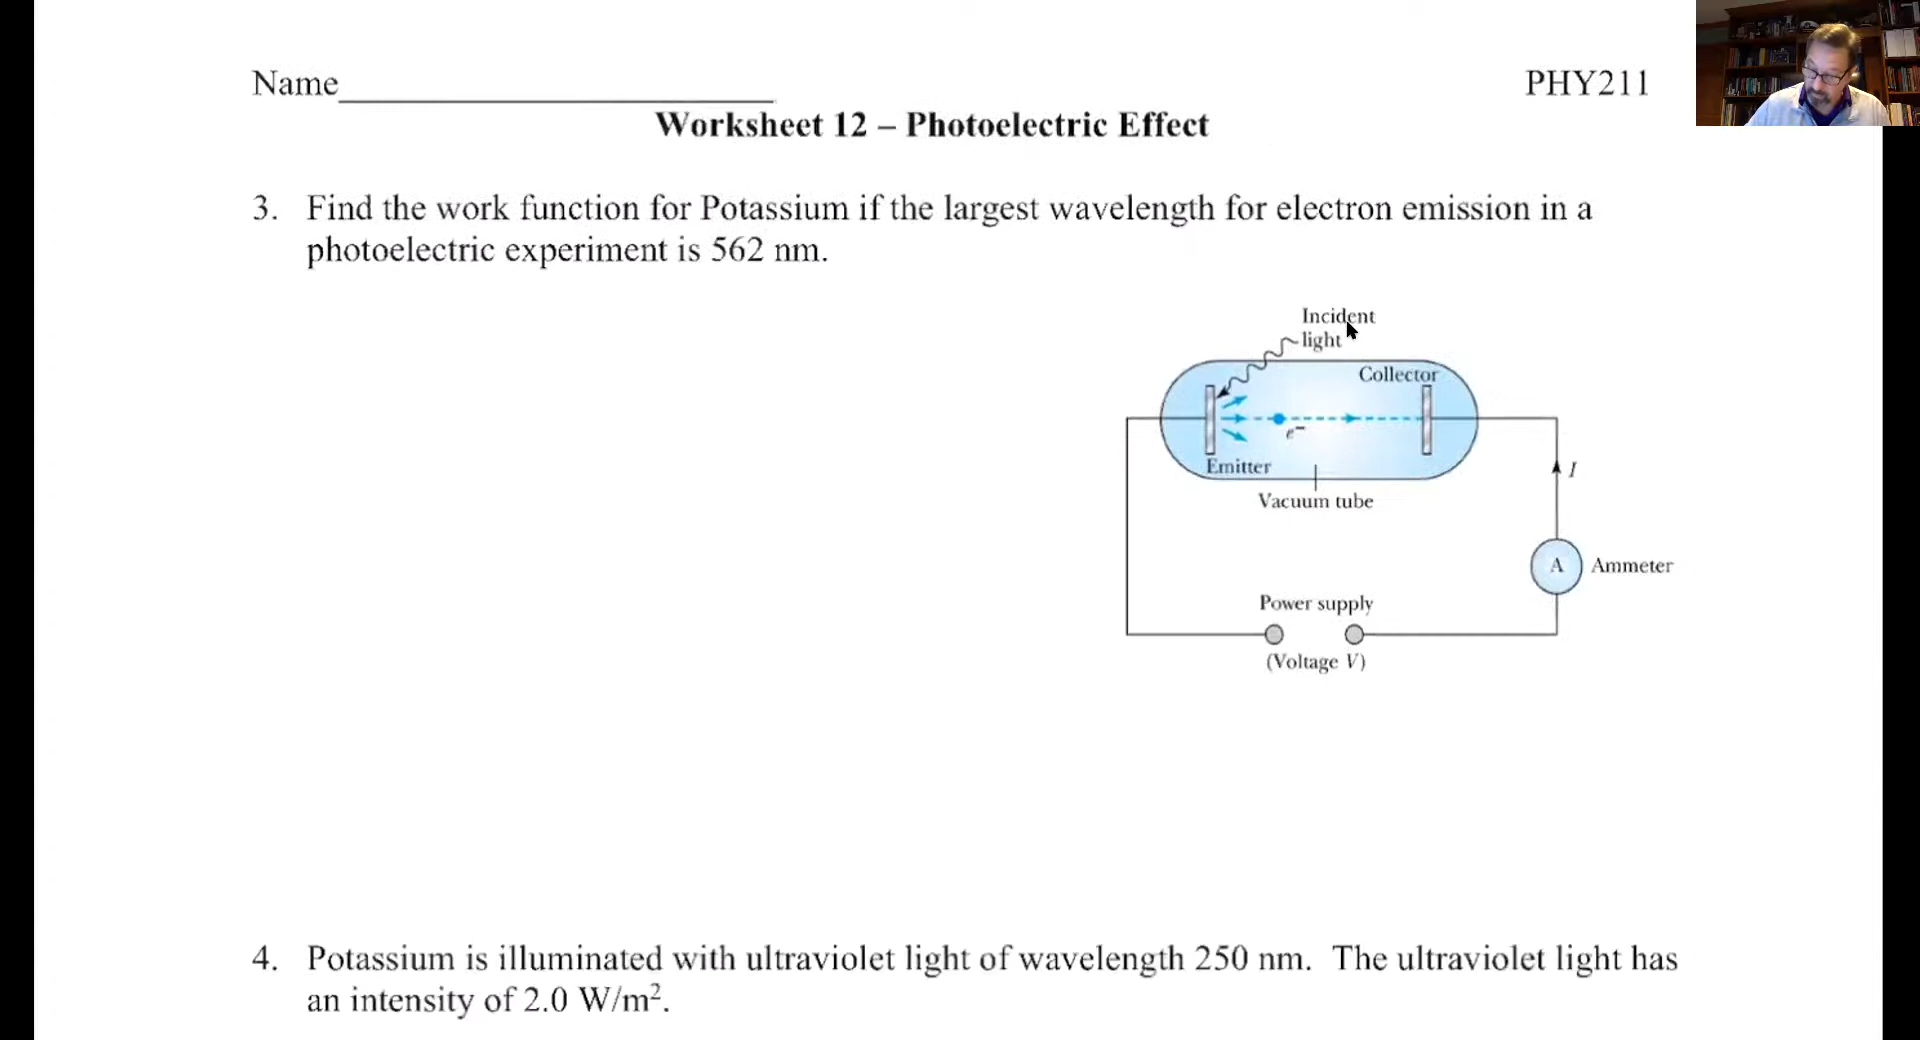 Name
PHY211
Worksheet 12 – Photoelectric Effect
3. Find the work function for Potassium if the largest wavelength for electron emission in a
photoelectric experiment is 562 nm.
Incident
light
Collector
e⁻
Emitter
I
Vacuum tube
A Ammeter
Power supply
(Voltage V)
4. Potassium is illuminated with ultraviolet light of wavelength 250 nm. The ultraviolet light has
an intensity of 2.0 W/m².